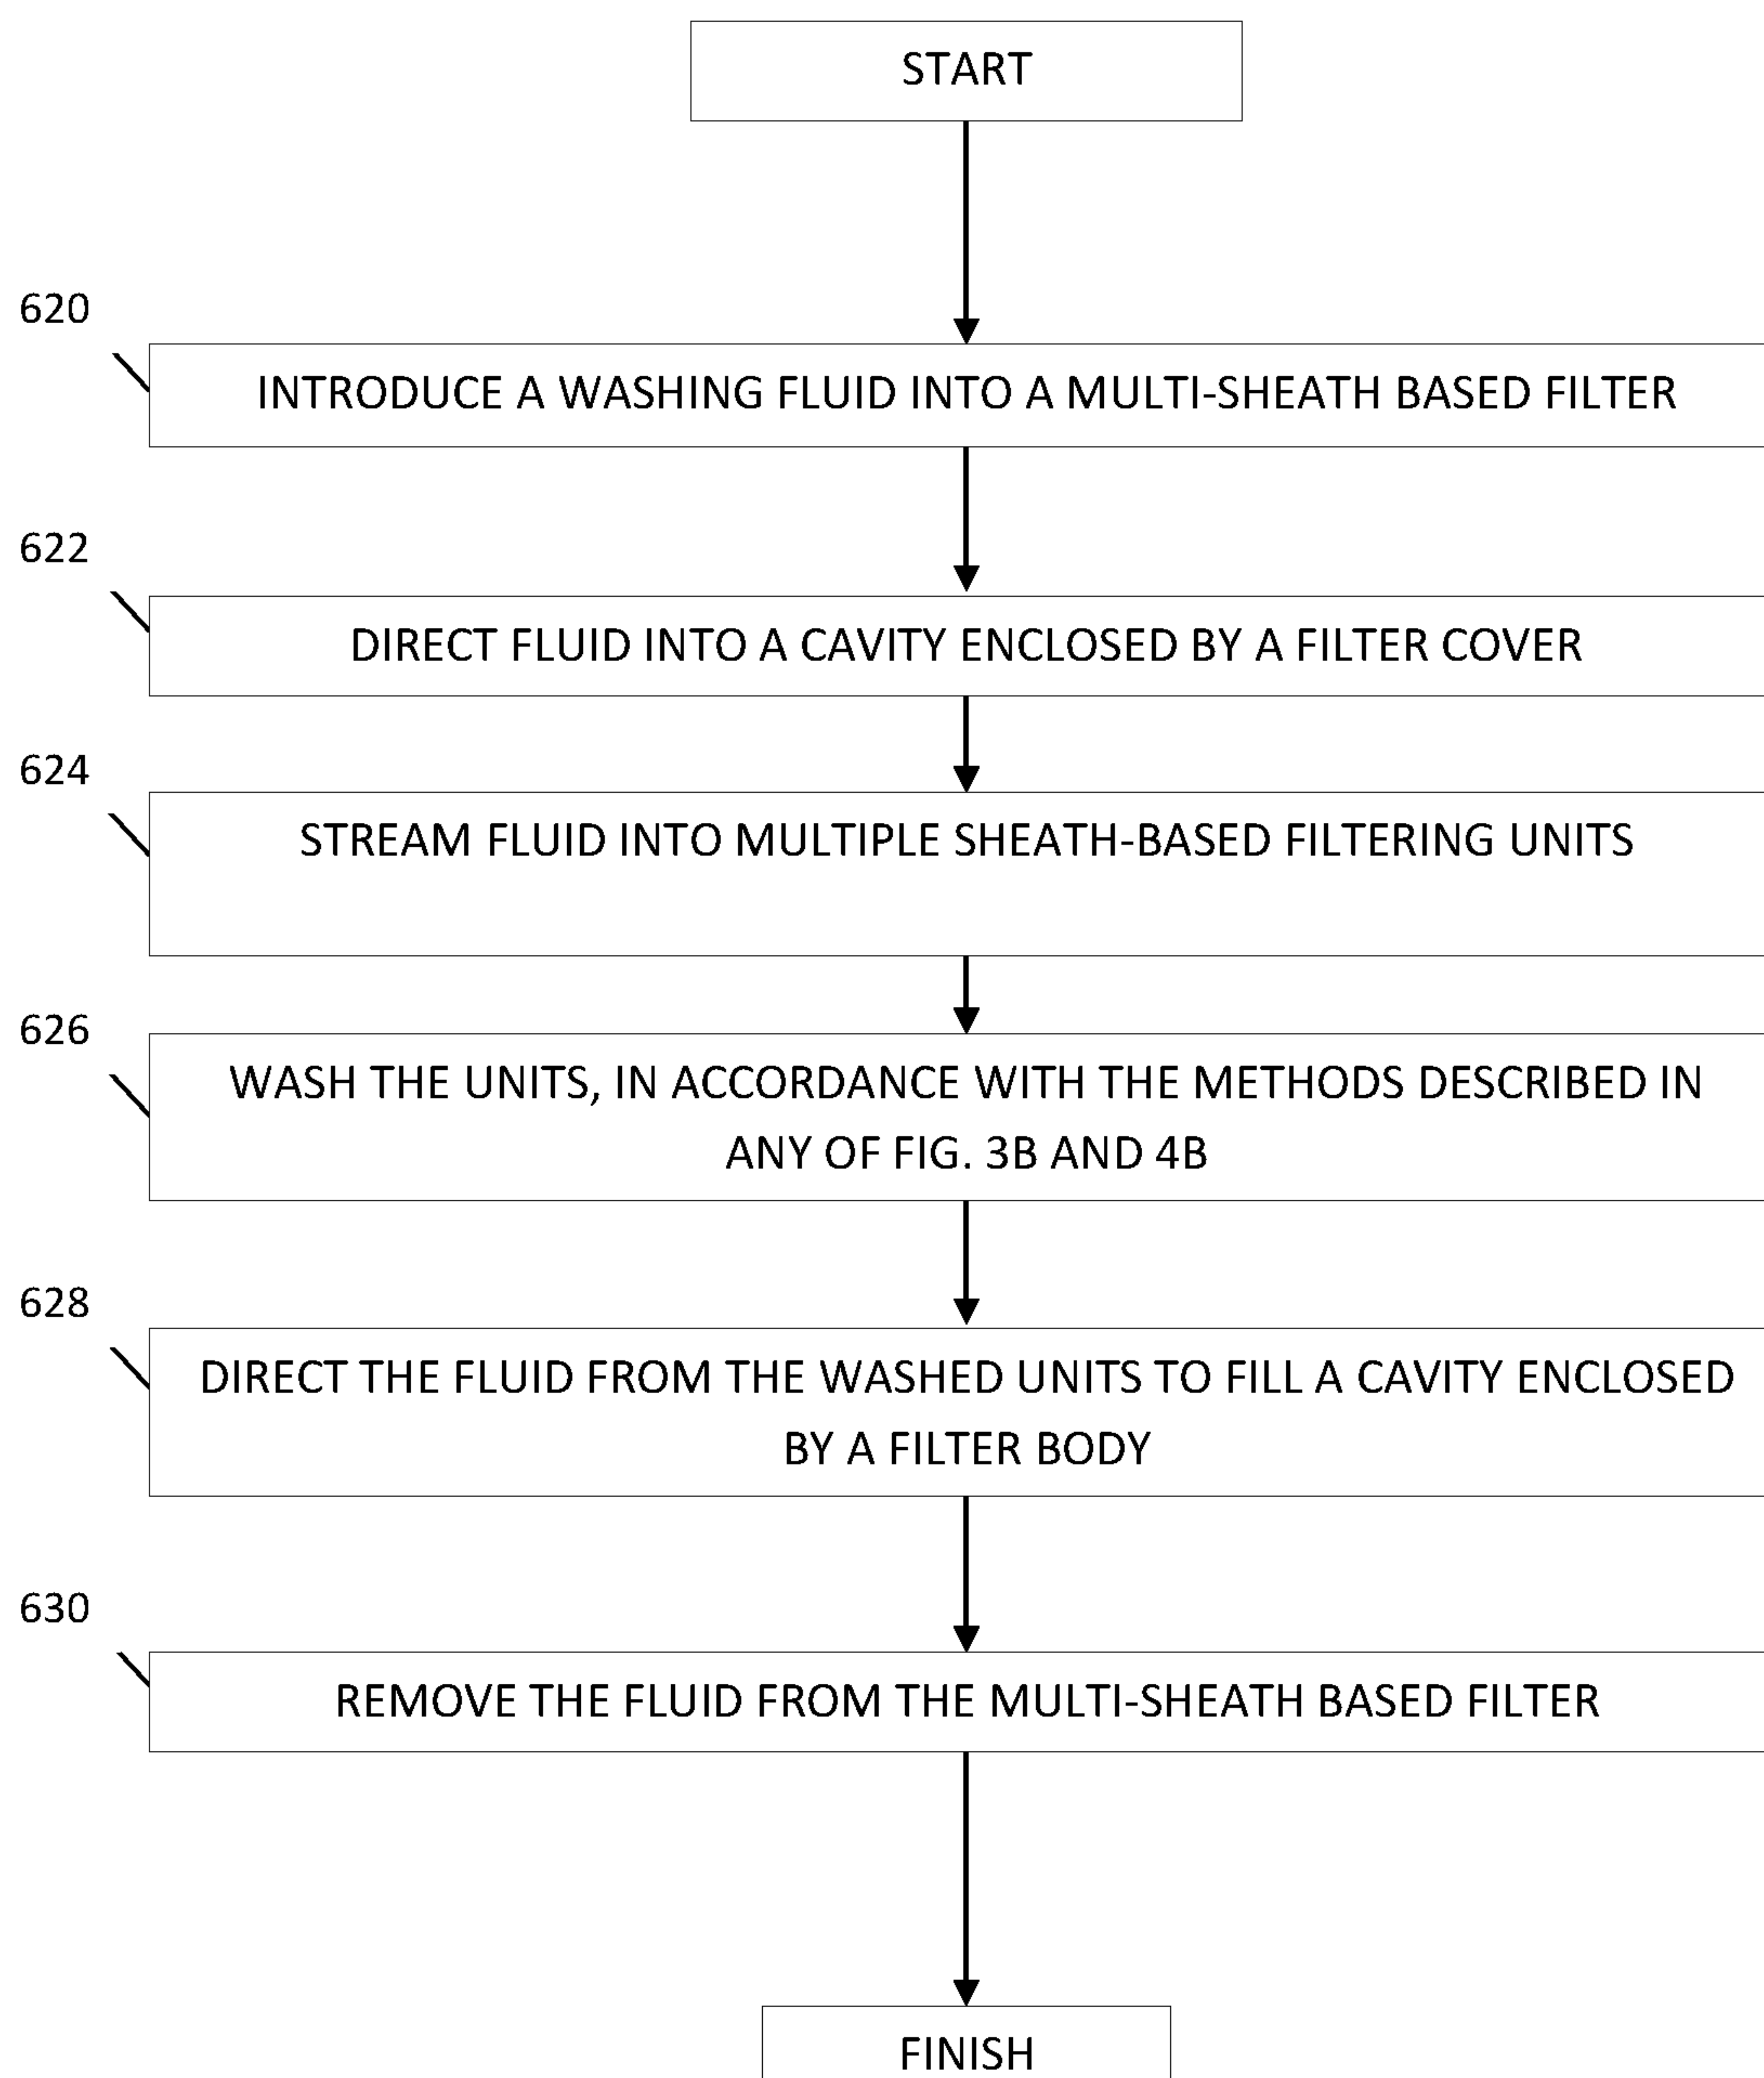 START
620
INTRODUCE A WASHING FLUID INTO A MULTI-SHEATH BASED FILTER
622
DIRECT FLUID INTO A CAVITY ENCLOSED BY A FILTER COVER
624
STREAM FLUID INTO MULTIPLE SHEATH-BASED FILTERING UNITS
626
WASH THE UNITS, IN ACCORDANCE WITH THE METHODS DESCRIBED IN
ANY OF FIG. 3B AND 4B
628
DIRECT THE FLUID FROM THE WASHED UNITS TO FILL A CAVITY ENCLOSED
BY A FILTER BODY
630
REMOVE THE FLUID FROM THE MULTI-SHEATH BASED FILTER
FINISH